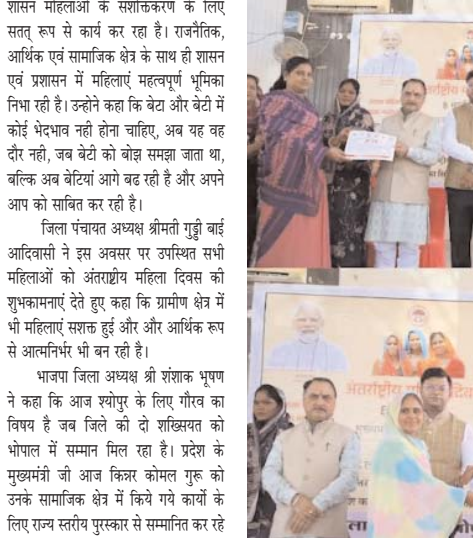 शासन महिलाओं के सशक्तिकरण के लिए
सतत् रूप से कार्य कर रहा है। राजनैतिक,
आर्थिक एवं सामाजिक क्षेत्र के साथ ही शासन
एवं प्रशासन में महिलाएं महत्वपूर्ण भूमिका
निभा रही है। उन्होने कहा कि बेटा और बेटी में
कोई भेदभाव नही होना चाहिए, अब यह वह
दौर नही, जब बेटी को बोझ समझा जाता था,
बल्कि अब बेटियां आगे बढ रही है और अपने
आप को साबित कर रही है।
जिला पंचायत अध्यक्ष श्रीमती गुड्डी बाई
आदिवासी ने इस अवसर पर उपस्थित सभी
महिलाओं को अंतराष्ट्रीय महिला दिवस की
शुभकामनाएं देते हुए कहा कि ग्रामीण क्षेत्र में
भी महिलाएं सशक्त हुई और और आर्थिक रूप
से आत्मनिर्भर भी बन रही है।
भाजपा जिला अध्यक्ष श्री शंशाक भूषण
ने कहा कि आज श्योपुर के लिए गौरव का
विषय है जब जिले की दो शख्सियत को
भोपाल में सम्मान मिल रहा है। प्रदेश के
मुख्यमंत्री जी आज किन्नर कोमल गुरू को
उनके सामाजिक क्षेत्र में किये गये कार्यो के
लिए राज्य स्तरीय पुरस्कार से सम्मानित कर रहे
अंतर्राष्ट्रीय